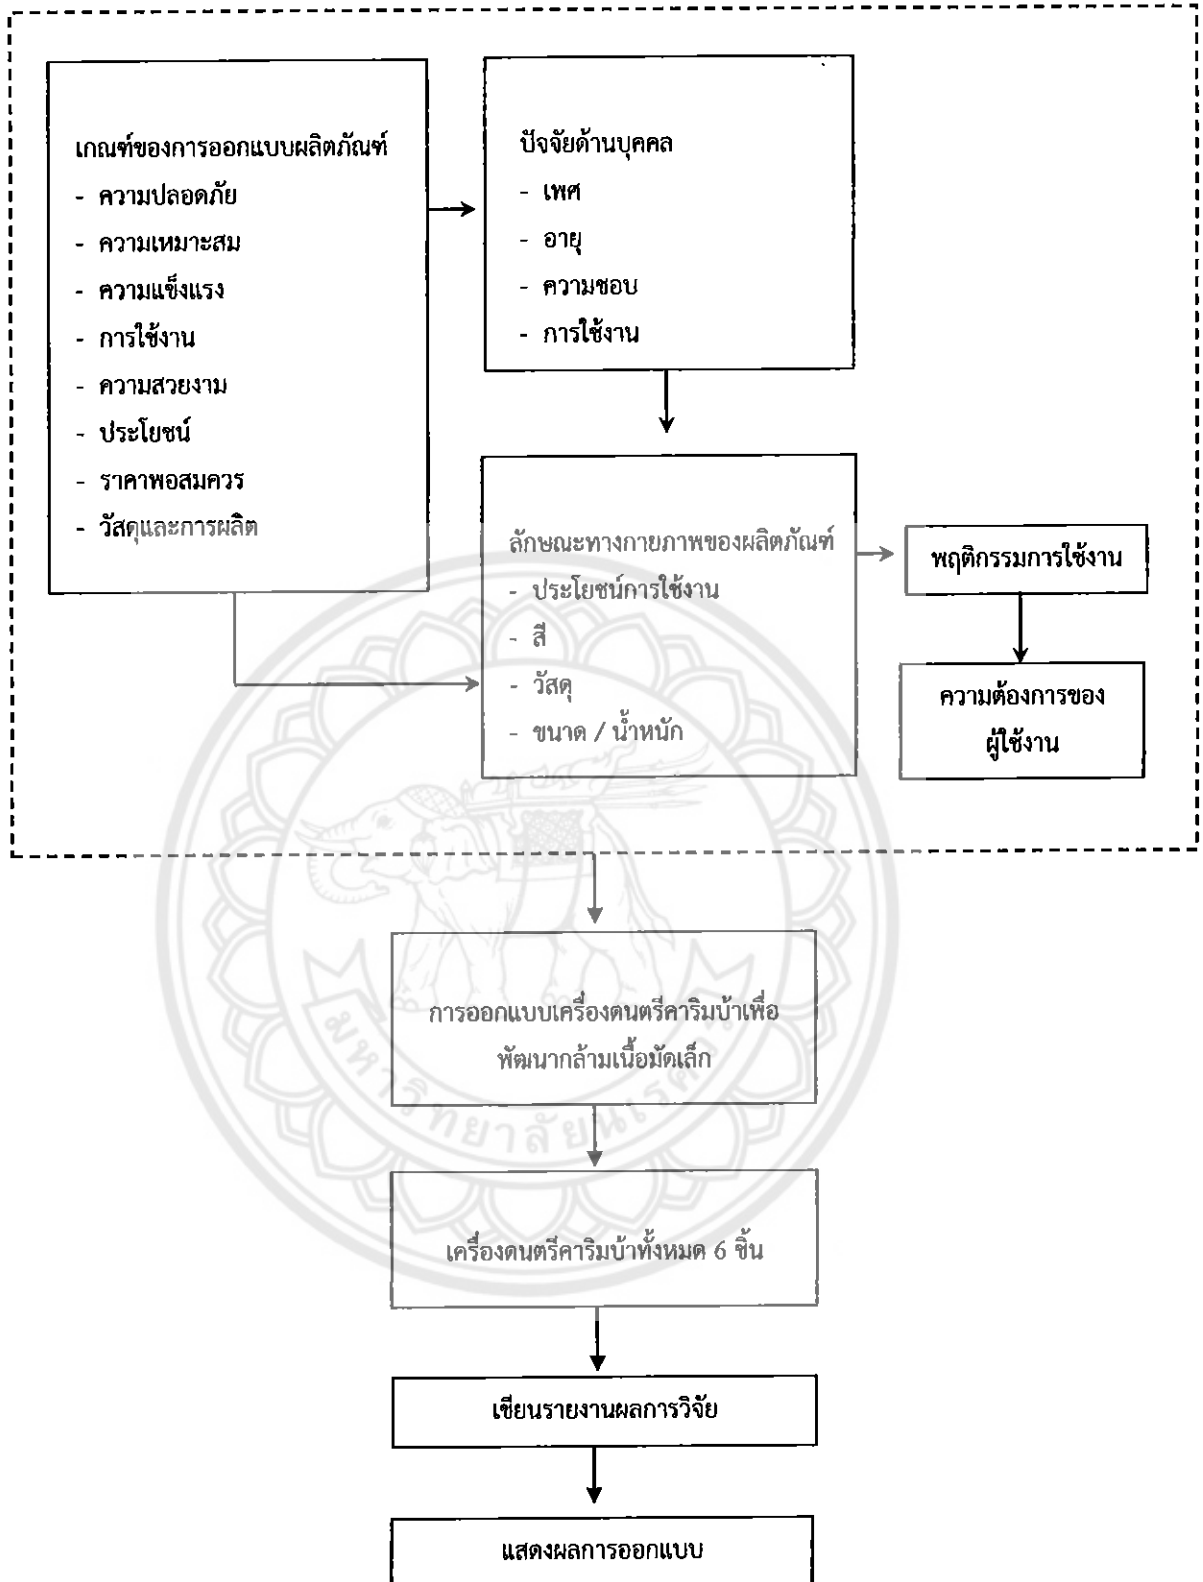 เกณฑ์ของการออกแบบผลิตภัณฑ์
- ความปลอดภัย
- ความเหมาะสม
- ความแข็งแรง
- การใช้งาน
- ความสวยงาม
- ประโยชน์
- ราคาพอสมควร
- วัสดุและการผลิต
ปัจจัยด้านบุคคล
- เพศ
- อายุ
- ความชอบ
- การใช้งาน
ลักษณะทางกายภาพของผลิตภัณฑ์
- ประโยชน์การใช้งาน
- สี
- วัสดุ
- ขนาด / น้ำหนัก
พฤติกรรมการใช้งาน
ความต้องการของ
ผู้ใช้งาน
การออกแบบเครื่องดนตรีคาริมบ้าเพื่อ
พัฒนากล้ามเนื้อมัดเล็ก
มหาวิทยาลัยนเรศวร
เครื่องดนตรีคาริมบ้าทั้งหมด 6 ชิ้น
เขียนรายงานผลการวิจัย
แสดงผลการออกแบบ